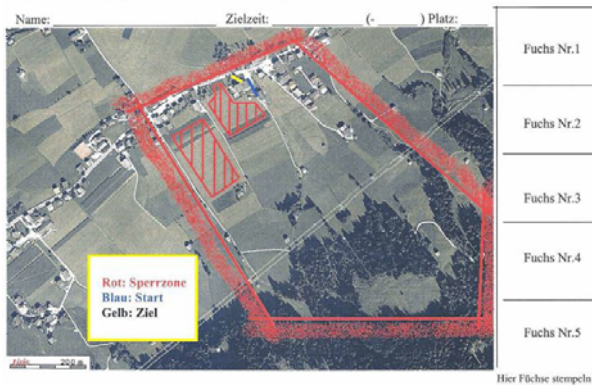 Name: Zielzeit: (- ) Platz:
Fuchs Nr.1
Fuchs Nr.2
Fuchs Nr.3
Fuchs Nr.4
Fuchs Nr.5
Rot: Sperrzone
Blau: Start
Gelb: Ziel
200 m
Hier Füchse stempeln